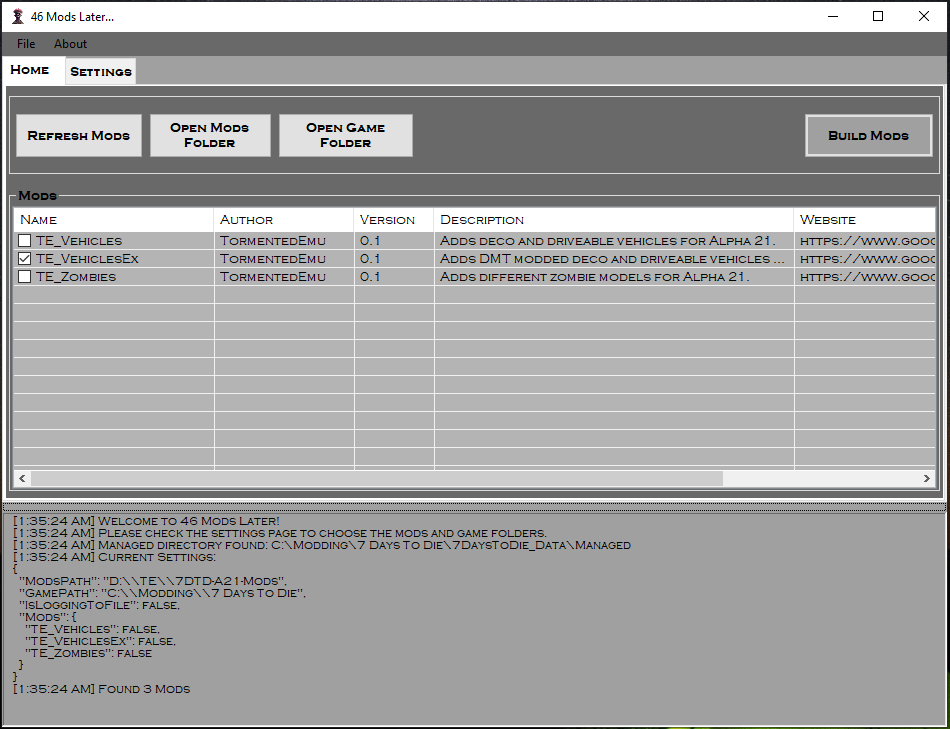 46 Mods Later...
File About
Home Settings
Refresh Mods
Open Mods Folder
Open Game Folder
Build Mods
Mods
Name Author Version Description Website
TE_Vehicles TormentedEmu 0.1 Adds deco and driveable vehicles for Alpha 21. https://www.goog
TE_VehiclesEx TormentedEmu 0.1 Adds DMT modded deco and driveable vehicles ... https://www.goog
TE_Zombies TormentedEmu 0.1 Adds different zombie models for Alpha 21. https://www.goog
[1:35:24 AM] Welcome to 46 Mods Later!
[1:35:24 AM] Please check the settings page to choose the mods and game folders.
[1:35:24 AM] Managed directory found: C:\Modding\7 Days To Die\7DaysToDie_Data\Managed
[1:35:24 AM] Current Settings:
{
"ModsPath": "D:\\TE\\7DTD-A21-Mods",
"GamePath": "C:\\Modding\\7 Days To Die",
"IsLoggingToFile": false,
"Mods": {
"TE_Vehicles": false,
"TE_VehiclesEx": false,
"TE_Zombies": false
}
}
[1:35:24 AM] Found 3 Mods